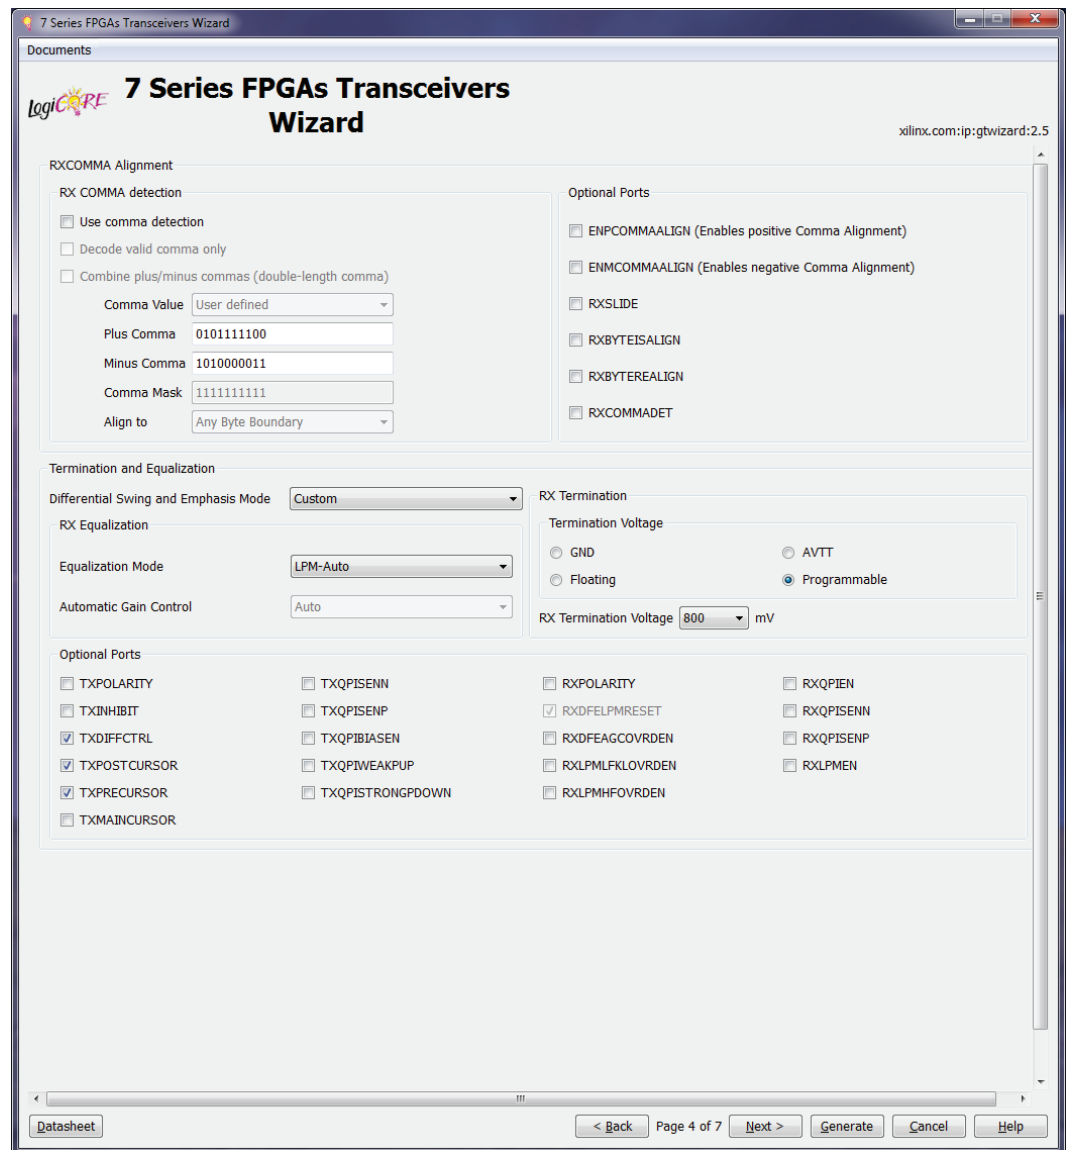 7 Series FPGAs Transceivers Wizard
Documents
LogiCORE
7 Series FPGAs Transceivers
Wizard
xilinx.com:ip:gtwizard:2.5
RXCOMMA Alignment
RX COMMA detection
Use comma detection
Decode valid comma only
Combine plus/minus commas (double-length comma)
Comma Value User defined
Plus Comma 0101111100
Minus Comma 1010000011
Comma Mask 1111111111
Align to Any Byte Boundary
Optional Ports
ENPCOMMAALIGN (Enables positive Comma Alignment)
ENMCOMMAALIGN (Enables negative Comma Alignment)
RXSLIDE
RXBYTEISALIGN
RXBYTEREALIGN
RXCOMMADET
Termination and Equalization
Differential Swing and Emphasis Mode Custom
RX Equalization
Equalization Mode LPM-Auto
Automatic Gain Control Auto
RX Termination
Termination Voltage
GND AVTT
Floating Programmable
RX Termination Voltage 800 mV
Optional Ports
TXPOLARITY TXQPISENN RXPOLARITY RXQPIEN
TXINHIBIT TXQPISENP RXDFELPMRESET RXQPISENN
TXDIFFCTRL TXQPIBIASEN RXDFEAGCOVRDEN RXQPISENP
TXPOSTCURSOR TXQPIWEAKPUP RXLPMLFKLOVRDEN RXLPMEN
TXPRECURSOR TXQPISTRONGPDOWN RXLPMHFOVRDEN
TXMAINCURSOR
Datasheet < Back Page 4 of 7 Next > Generate Cancel Help